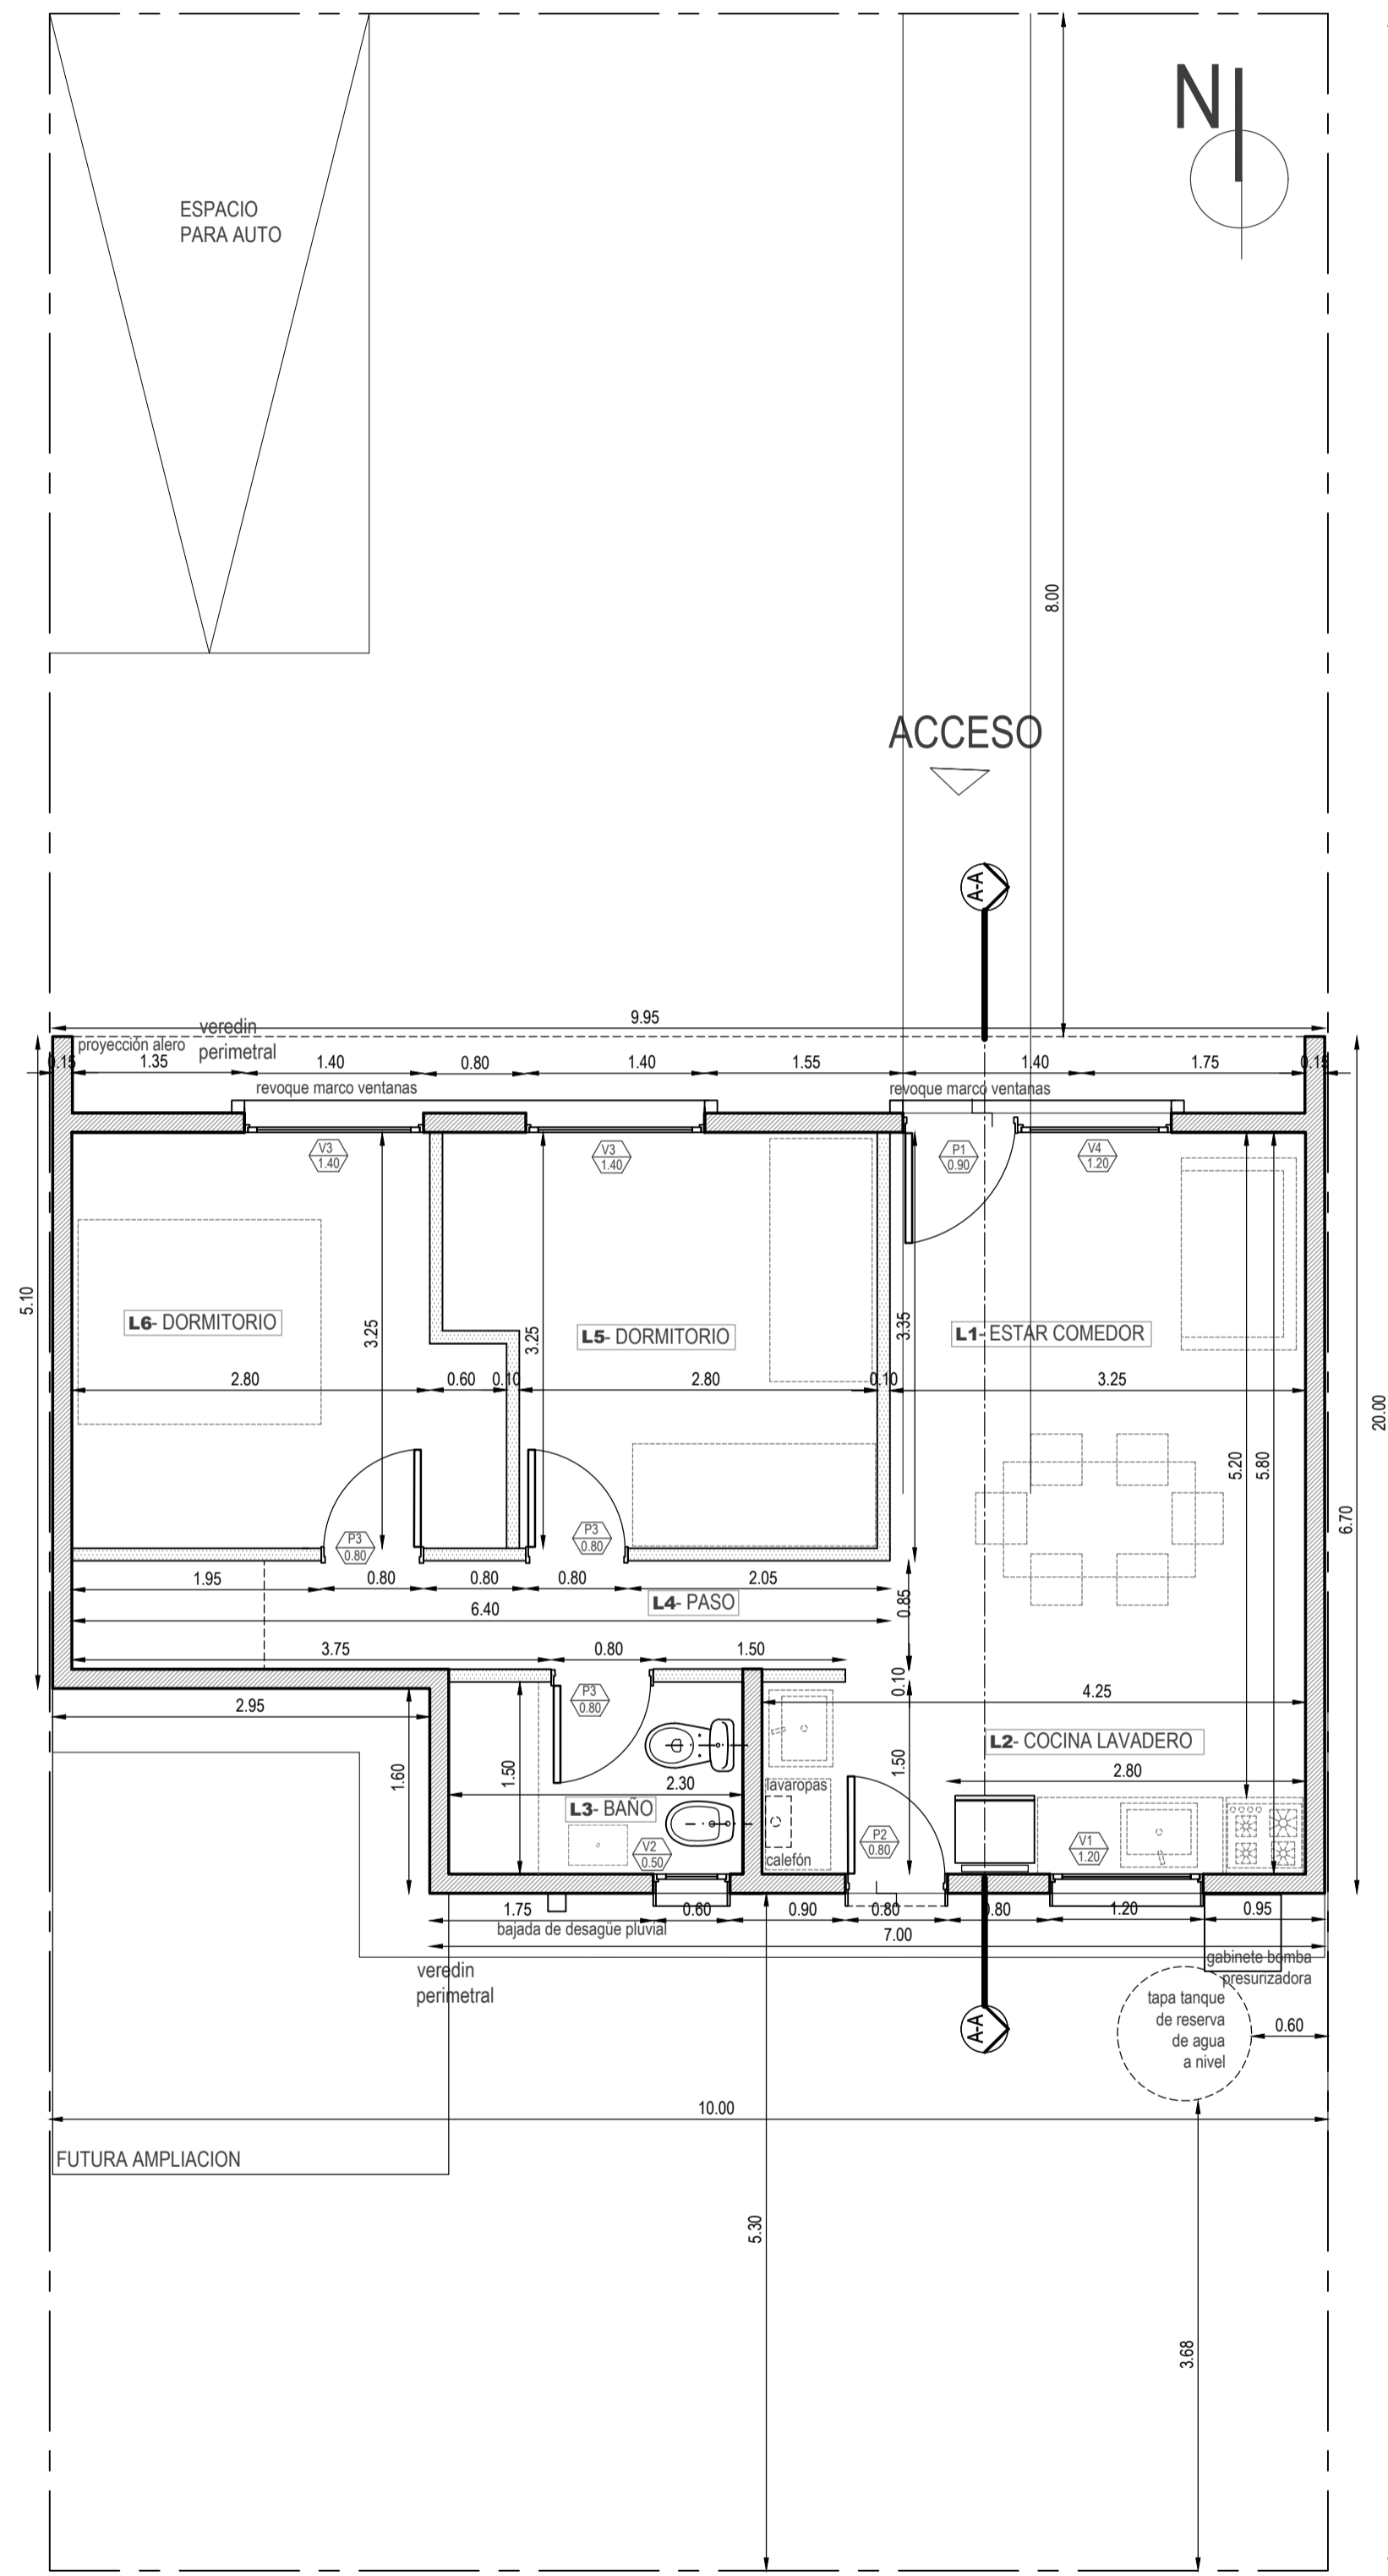 N
ESPACIO
PARA AUTO
8.00
ACCESO
A-A
9.95
veredin
perimetral
proyección alero
0.15
1.35
1.40
0.80
1.40
1.55
1.40
1.75
0.15
revoque marco ventanas
revoque marco ventanas
V3
1.40
V3
1.40
P1
0.90
V4
1.20
5.10
L6- DORMITORIO
3.25
L5- DORMITORIO
3.25
3.35
L1- ESTAR COMEDOR
2.80
0.60
0.10
2.80
0.10
3.25
5.20
5.80
20.00
6.70
P3
0.80
P3
0.80
1.95
0.80
0.80
0.80
2.05
L4- PASO
0.85
6.40
3.75
0.80
1.50
0.10
P3
0.80
4.25
2.95
L2- COCINA LAVADERO
1.60
1.50
2.30
lavaropas
1.50
2.80
L3- BAÑO
V2
0.50
calefón
P2
0.80
V1
1.20
1.75
0.60
0.90
0.80
0.80
1.20
0.95
bajada de desagüe pluvial
7.00
veredin
perimetral
gabinete bomba
presurizadora
tapa tanque
de reserva
de agua
a nivel
0.60
A-A
10.00
FUTURA AMPLIACION
5.30
3.68